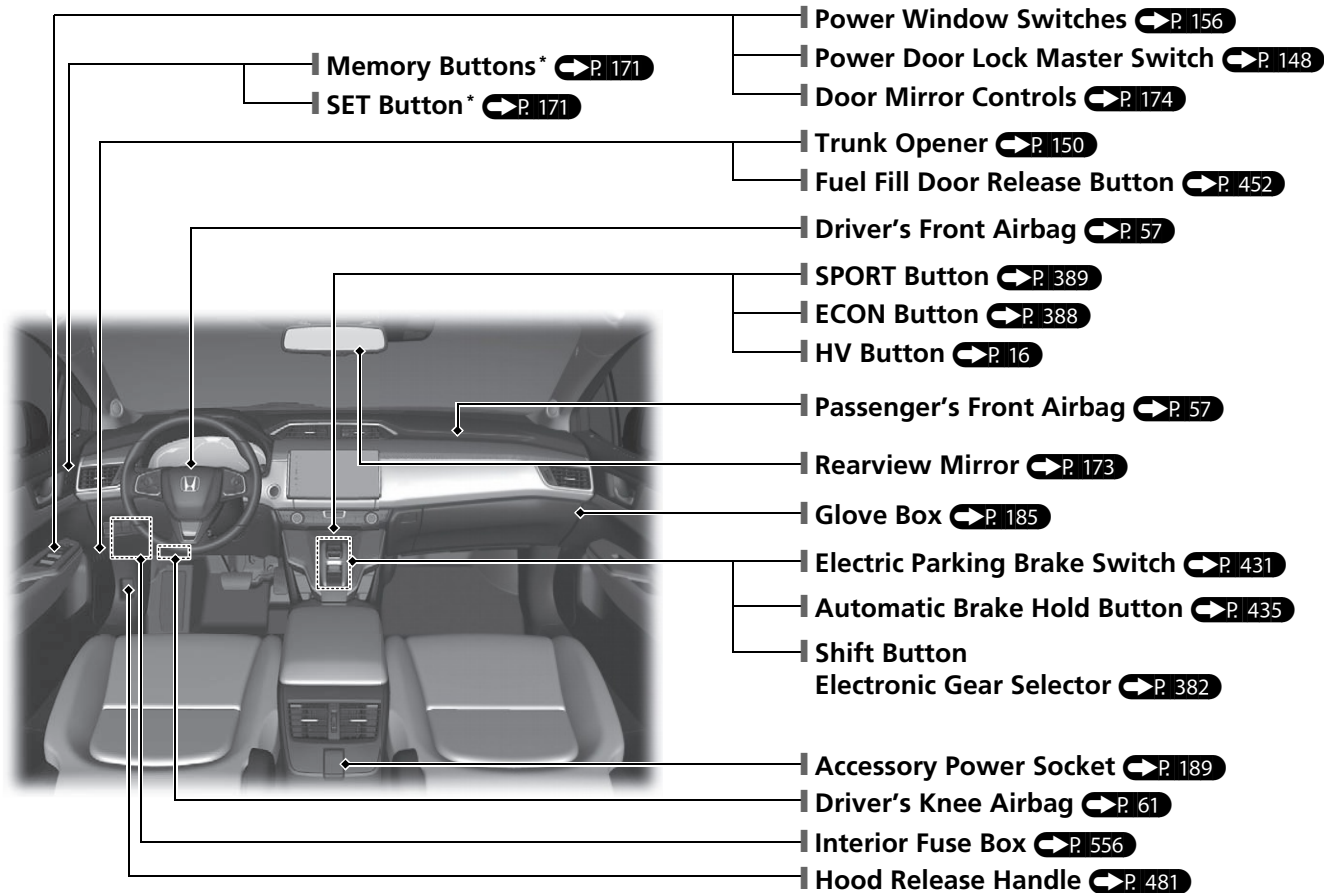 Power Window Switches P. 156
Power Door Lock Master Switch P. 148
Door Mirror Controls P. 174
Memory Buttons* P. 171
SET Button* P. 171
Trunk Opener P. 150
Fuel Fill Door Release Button P. 452
Driver's Front Airbag P. 57
SPORT Button P. 389
ECON Button P. 388
HV Button P. 16
Passenger's Front Airbag P. 57
Rearview Mirror P. 173
Glove Box P. 185
Electric Parking Brake Switch P. 431
Automatic Brake Hold Button P. 435
Shift Button
Electronic Gear Selector P. 382
Accessory Power Socket P. 189
Driver's Knee Airbag P. 61
Interior Fuse Box P. 556
Hood Release Handle P. 481